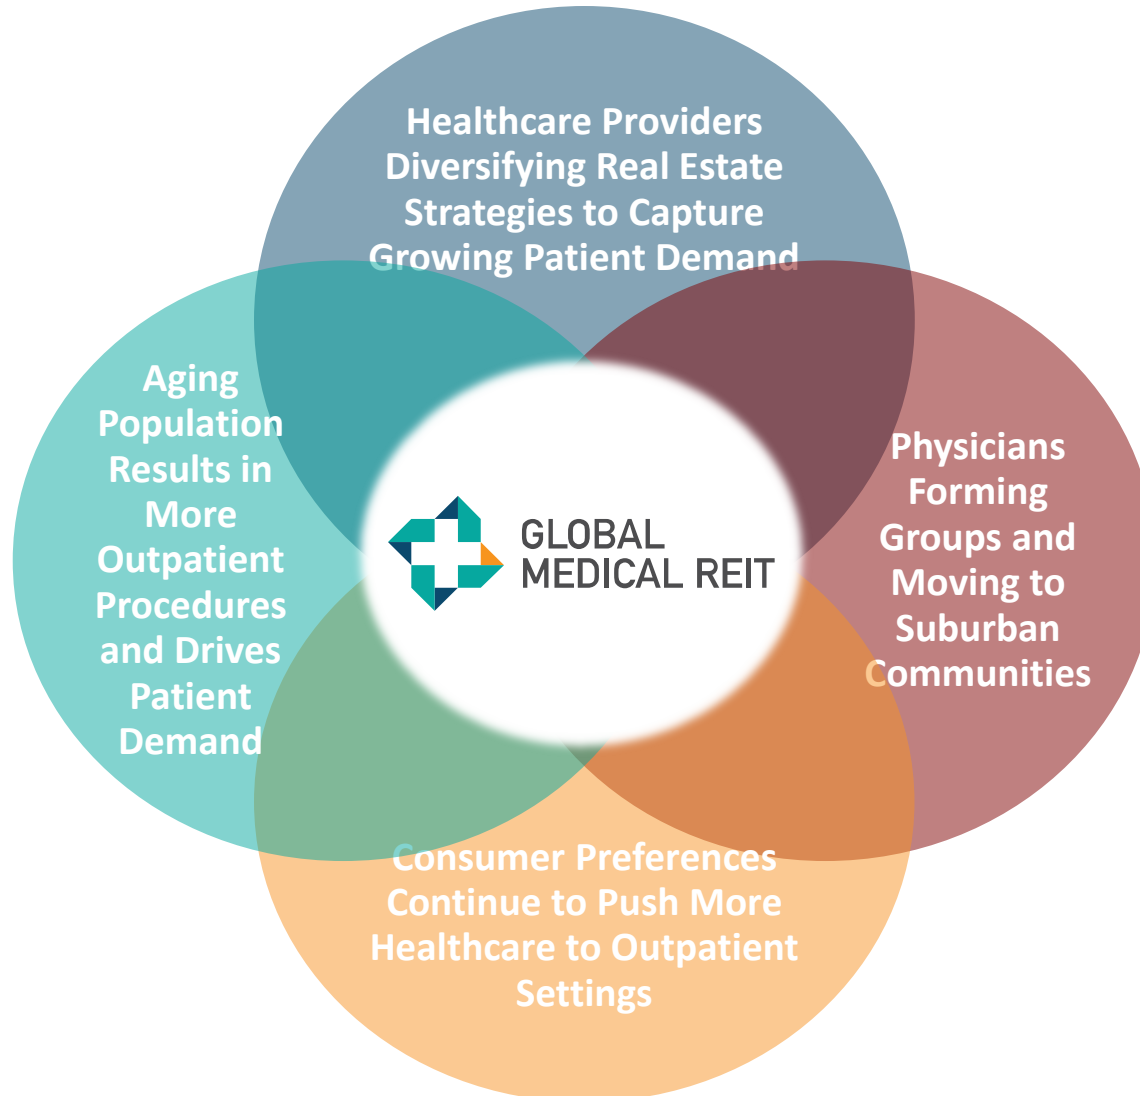 Healthcare Providers
Diversifying Real Estate
Strategies to Capture
Growing Patient Demand
Aging
Population
Results in
More
Outpatient
Procedures
and Drives
Patient
Demand
GLOBAL
MEDICAL REIT
Physicians
Forming
Groups and
Moving to
Suburban
Communities
Consumer Preferences
Continue to Push More
Healthcare to Outpatient
Settings